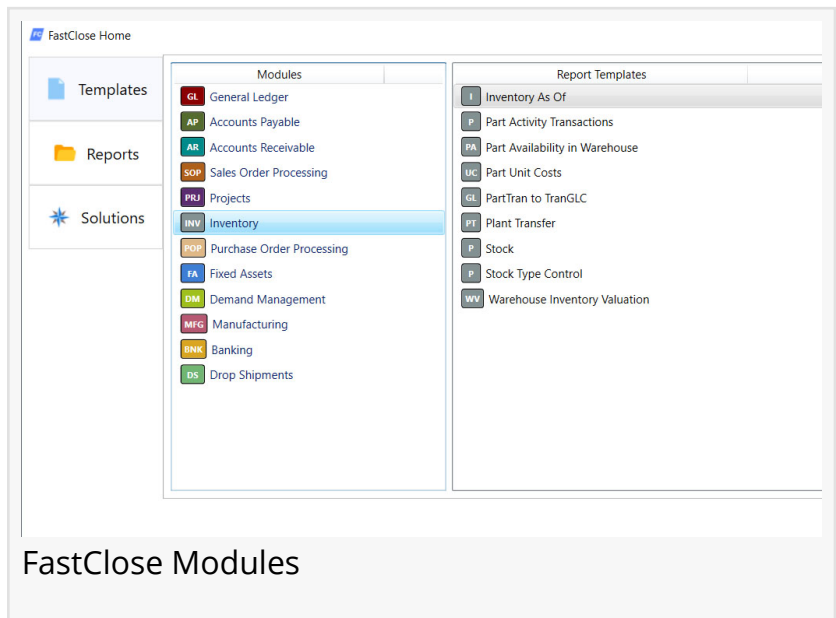 FC FastClose Home
Templates
Reports
Solutions
Modules
GL General Ledger
AP Accounts Payable
AR Accounts Receivable
SOP Sales Order Processing
PRJ Projects
INV Inventory
POP Purchase Order Processing
FA Fixed Assets
DM Demand Management
MFG Manufacturing
BNK Banking
DS Drop Shipments
Report Templates
I Inventory As Of
P Part Activity Transactions
PA Part Availability in Warehouse
UC Part Unit Costs
GL PartTran to TranGLC
PT Plant Transfer
P Stock
P Stock Type Control
WV Warehouse Inventory Valuation
FastClose Modules